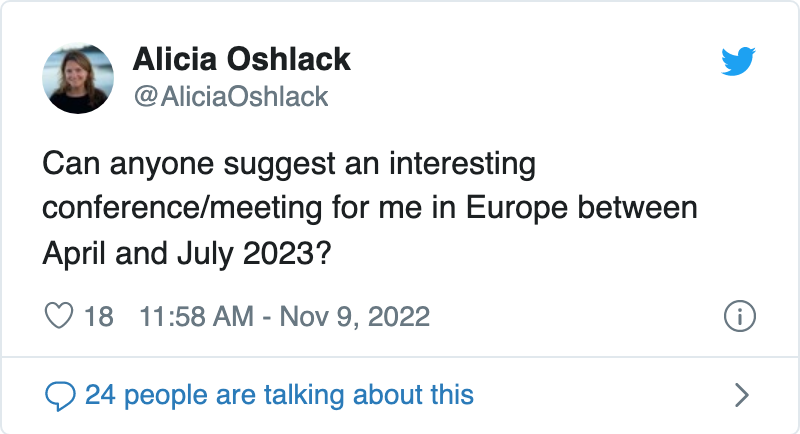 Alicia Oshlack
@AliciaOshlack
Can anyone suggest an interesting
conference/meeting for me in Europe between
April and July 2023?
18 11:58 AM - Nov 9, 2022
24 people are talking about this